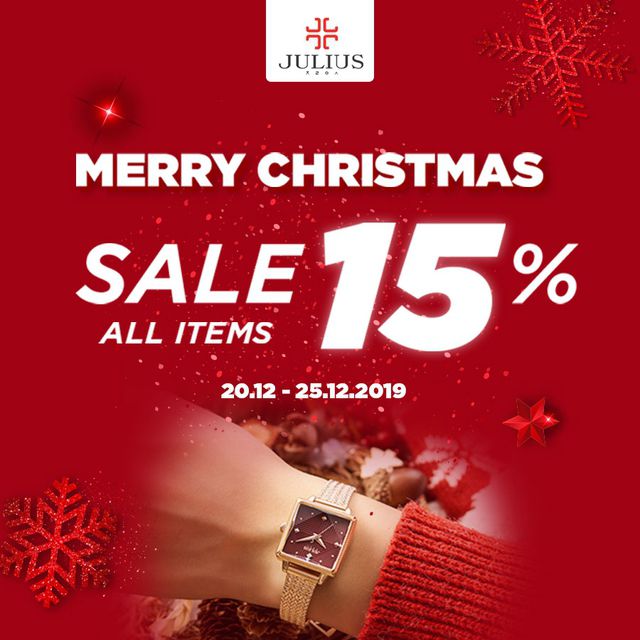 JULIUS
MERRY CHRISTMAS
SALE 15%
ALL ITEMS
20.12 - 25.12.2019